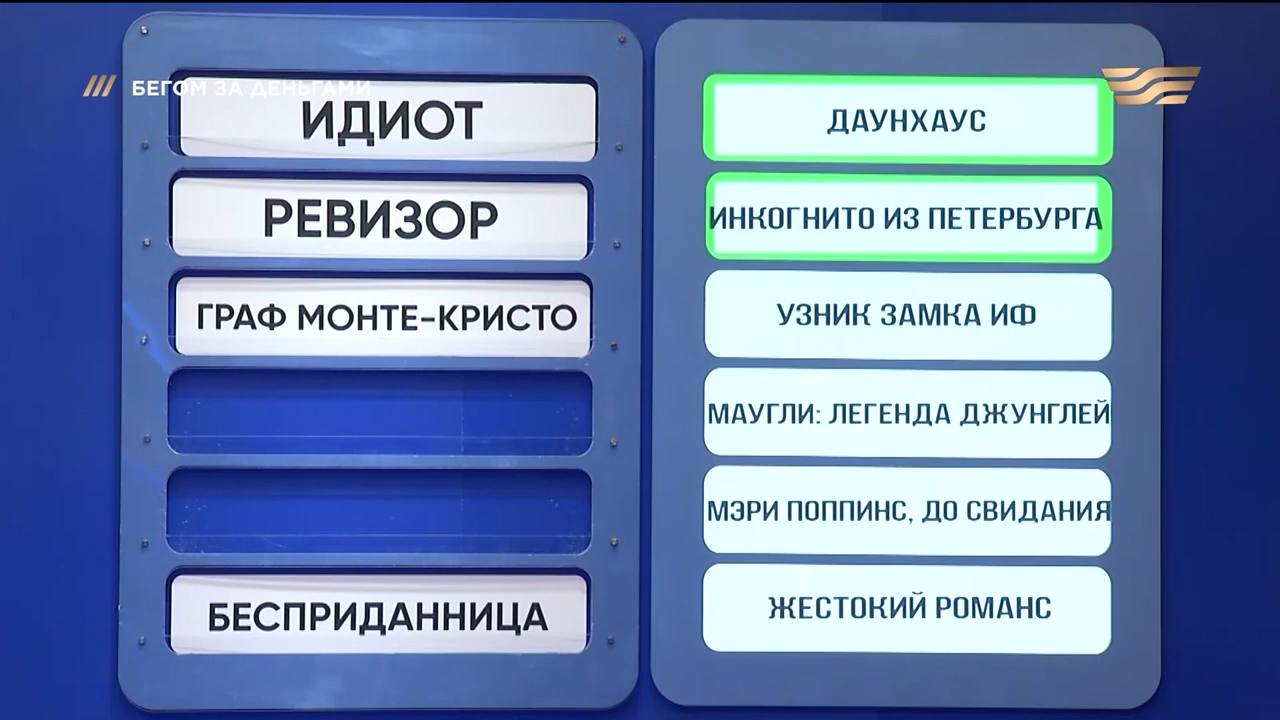 БЕГОМ ЗА ДЕНЬГАМИ
ИДИОТ
РЕВИЗОР
ГРАФ МОНТЕ-КРИСТО
БЕСПРИДАННИЦА
ДАУНХАУС
ИНКОГНИТО ИЗ ПЕТЕРБУРГА
УЗНИК ЗАМКА ИФ
МАУГЛИ: ЛЕГЕНДА ДЖУНГЛЕЙ
МЭРИ ПОППИНС, ДО СВИДАНИЯ
ЖЕСТОКИЙ РОМАНС